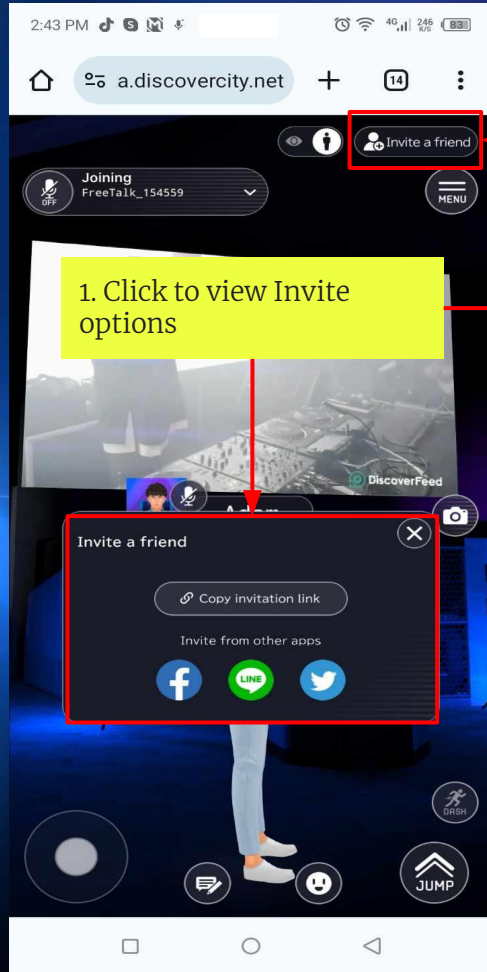 2:43 PM
4G
246
K/S
83
a.discovercity.net
14
Invite a friend
Joining
FreeTalk_154559
OFF
MENU
1. Click to view Invite
options
DiscoverFeed
Adam
Invite a friend
Copy invitation link
Invite from other apps
LINE
DASH
JUMP